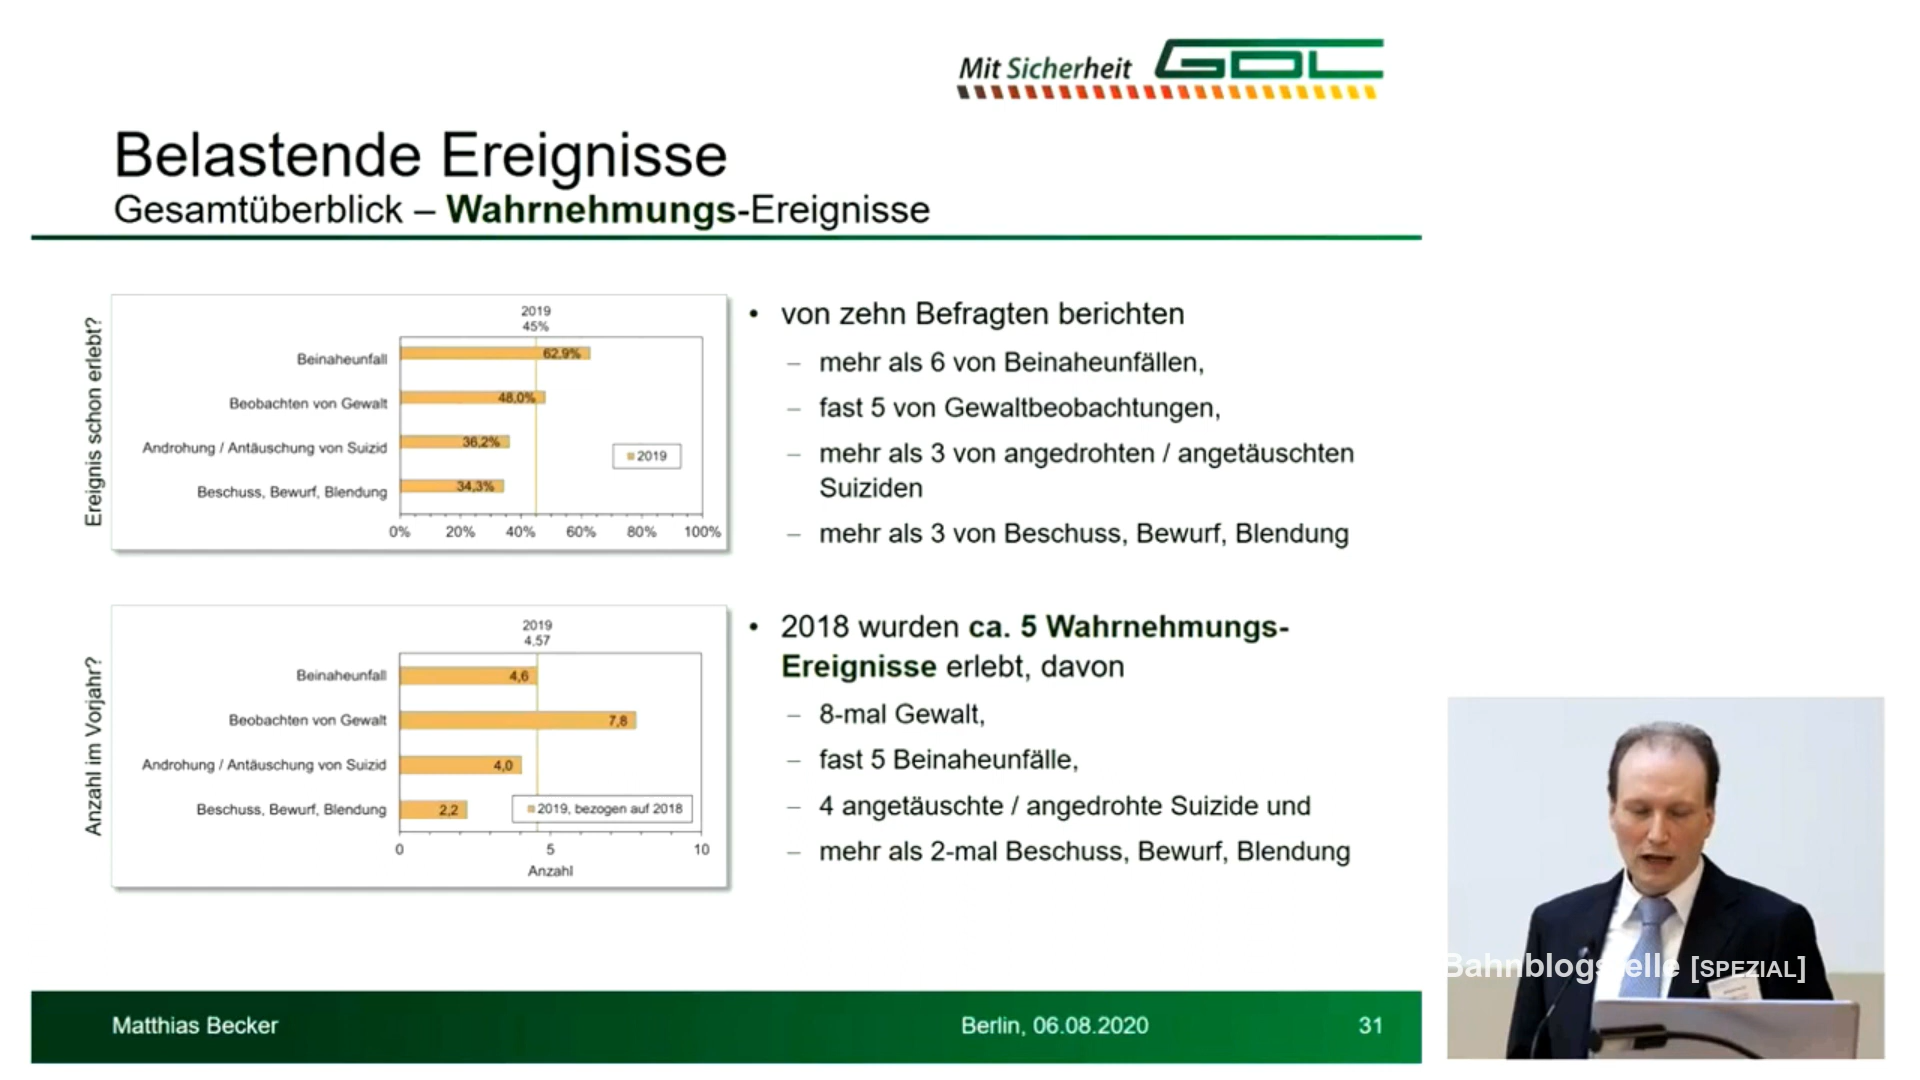 Mit Sicherheit GDL
Belastende Ereignisse
Gesamtüberblick – Wahrnehmungs-Ereignisse
Ereignis schon erlebt?
2019
45%
Beinaheunfall
62,9%
Beobachten von Gewalt
48,0%
Androhung / Antäuschung von Suizid
36,2%
2019
Beschuss, Bewurf, Blendung
34,3%
0% 20% 40% 60% 80% 100%
• von zehn Befragten berichten
– mehr als 6 von Beinaheunfällen,
– fast 5 von Gewaltbeobachtungen,
– mehr als 3 von angedrohten / angetäuschten
Suiziden
– mehr als 3 von Beschuss, Bewurf, Blendung
Anzahl im Vorjahr?
2019
4,57
Beinaheunfall
4,6
Beobachten von Gewalt
7,8
Androhung / Antäuschung von Suizid
4,0
Beschuss, Bewurf, Blendung
2,2
2019, bezogen auf 2018
0 5 10
Anzahl
• 2018 wurden ca. 5 Wahrnehmungs-
Ereignisse erlebt, davon
– 8-mal Gewalt,
– fast 5 Beinaheunfälle,
– 4 angetäuschte / angedrohte Suizide und
– mehr als 2-mal Beschuss, Bewurf, Blendung
Bahnblogstelle [SPEZIAL]
Matthias Becker Berlin, 06.08.2020 31